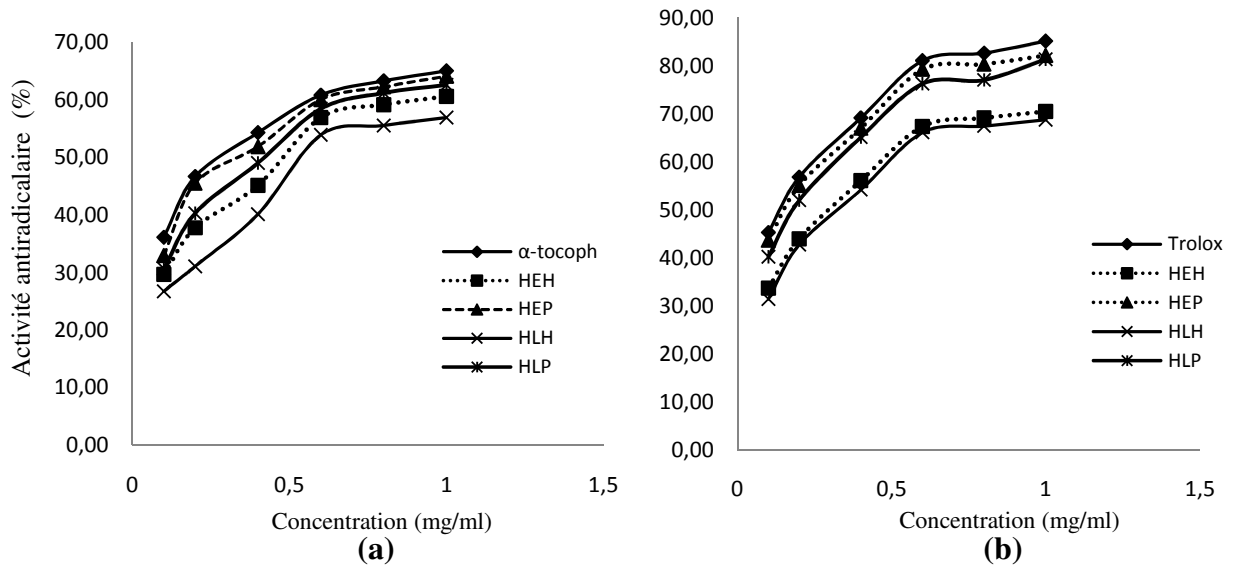 Activité antiradicalaire (%)
70,00
60,00
50,00
40,00
30,00
20,00
10,00
0,00
0
0,5
1
1,5
Concentration (mg/ml)
(a)
α-tocoph
HEH
HEP
HLH
HLP
90,00
80,00
70,00
60,00
50,00
40,00
30,00
20,00
10,00
0,00
0
0,5
1
1,5
Concentration (mg/ml)
(b)
Trolox
HEH
HEP
HLH
HLP